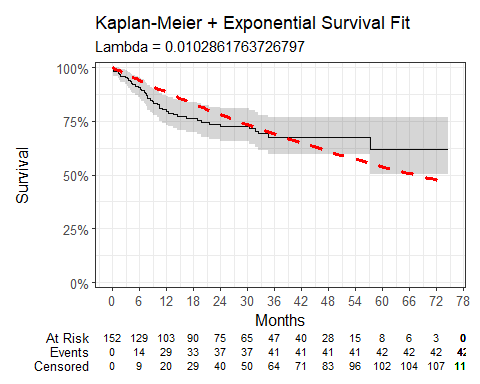 Kaplan-Meier + Exponential Survival Fit
Lambda = 0.0102861763726797
100%
75%
50%
25%
0%
Survival
0 6 12 18 24 30 36 42 48 54 60 66 72 78
Months
At Risk 152 129 103 90 75 65 47 40 28 15 8 6 3 0
Events 0 14 29 33 37 37 41 41 41 41 42 42 42 42
Censored 0 9 20 29 40 50 64 71 83 96 102 104 107 11